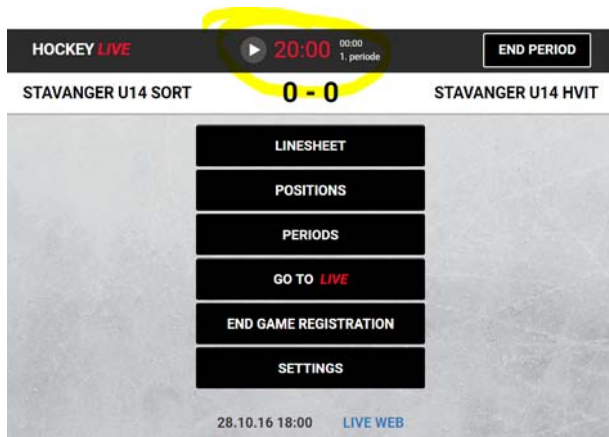 HOCKEY LIVE 20:00 00:00 1. periode END PERIOD
STAVANGER U14 SORT 0 - 0 STAVANGER U14 HVIT
LINESHEET
POSITIONS
PERIODS
GO TO LIVE
END GAME REGISTRATION
SETTINGS
28.10.16 18:00 LIVE WEB